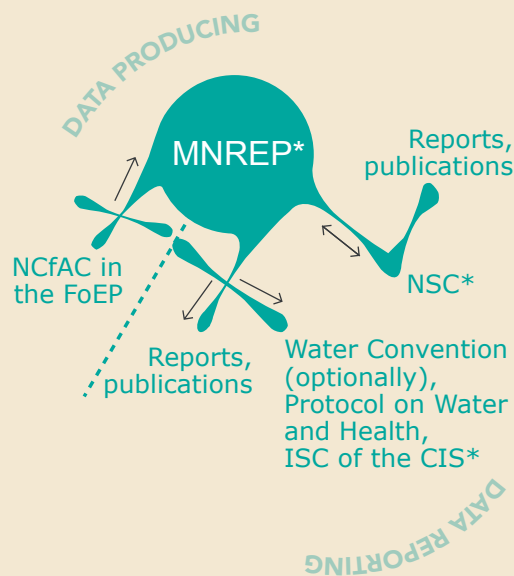 DATA PRODUCING
MNREP*
Reports,
publications
NCfAC in
the FoEP
NSC*
Reports,
publications
Water Convention
(optionally),
Protocol on Water
and Health,
ISC of the CIS*
DATA REPORTING